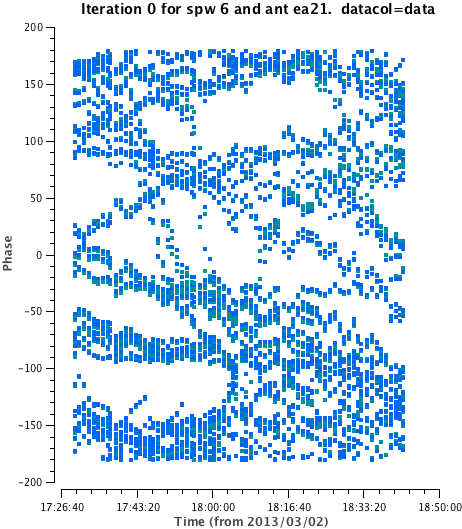 Iteration 0 for spw 6 and ant ea21.  datacol=data
200
150
100
50
0
-50
-100
-150
-200
Phase
17:26:40 17:43:20 18:00:00 18:16:40 18:33:20 18:50:00
Time (from 2013/03/02)